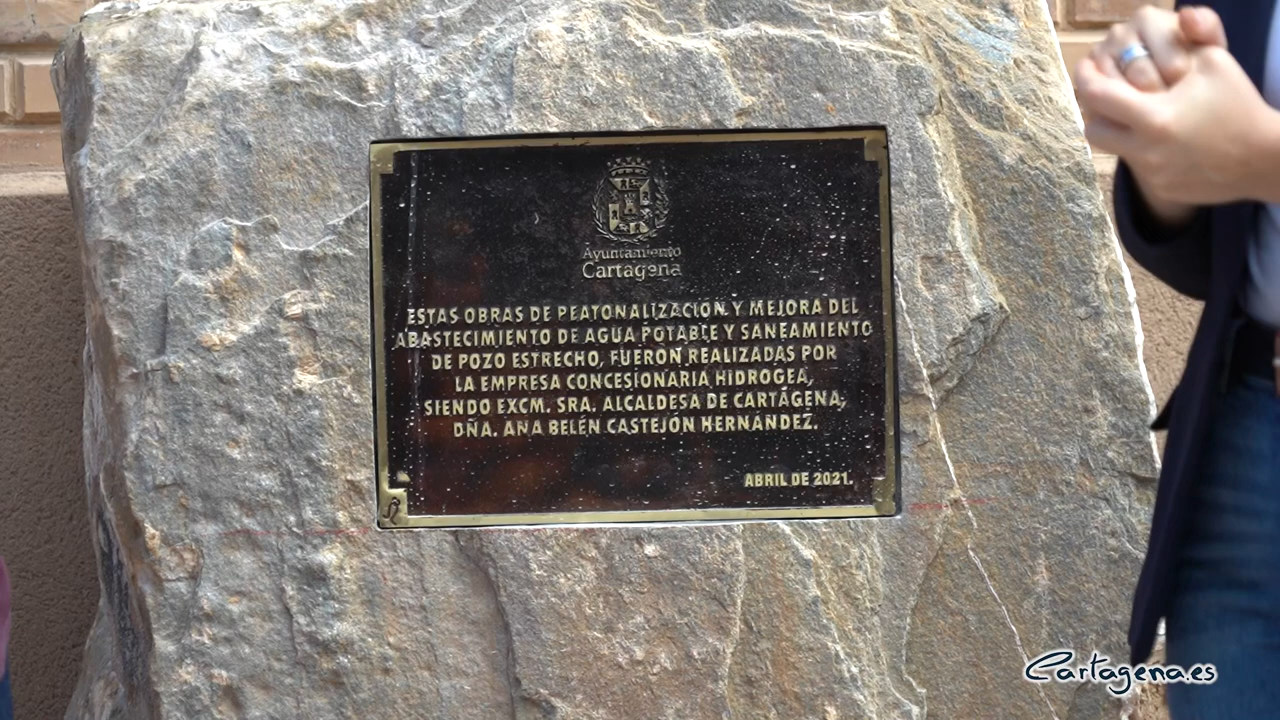 Ayuntamiento
Cartagena
ESTAS OBRAS DE PEATONALIZACIÓN Y MEJORA DEL
ABASTECIMIENTO DE AGUA POTABLE Y SANEAMIENTO
DE POZO ESTRECHO, FUERON REALIZADAS POR
LA EMPRESA CONCESIONARIA HIDROGEA,
SIENDO EXCM. SRA. ALCALDESA DE CARTAGENA,
DÑA. ANA BELÉN CASTEJÓN HERNÁNDEZ.
ABRIL DE 2021.
Cartagena.es